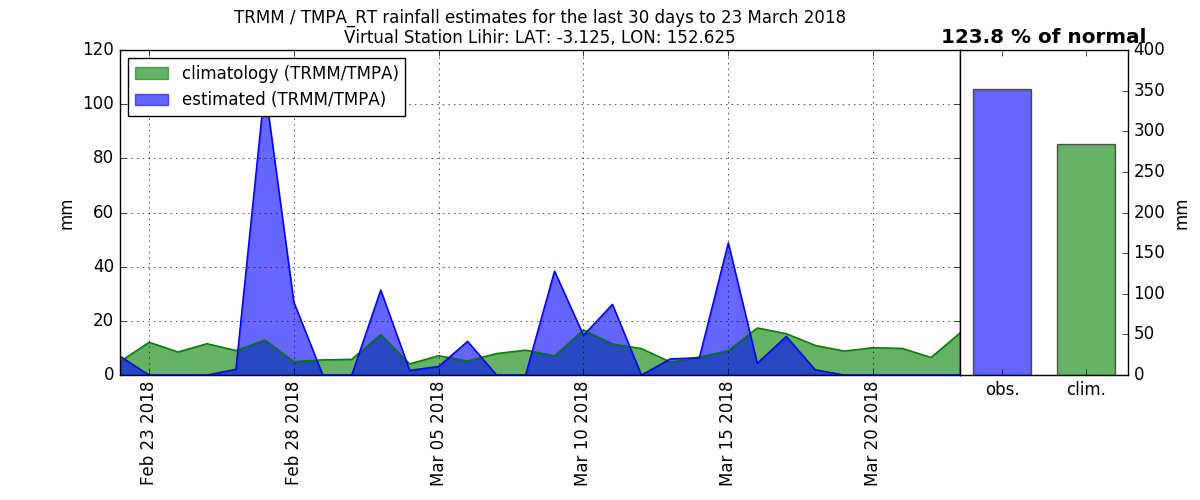 TRMM / TMPA_RT rainfall estimates for the last 30 days to 23 March 2018
Virtual Station Lihir: LAT: -3.125, LON: 152.625
123.8 % of normal
climatology (TRMM/TMPA)
estimated (TRMM/TMPA)
120
100
80
60
40
20
0
mm
Feb 23 2018
Feb 28 2018
Mar 05 2018
Mar 10 2018
Mar 15 2018
Mar 20 2018
400
350
300
250
200
150
100
50
0
mm
obs.
clim.